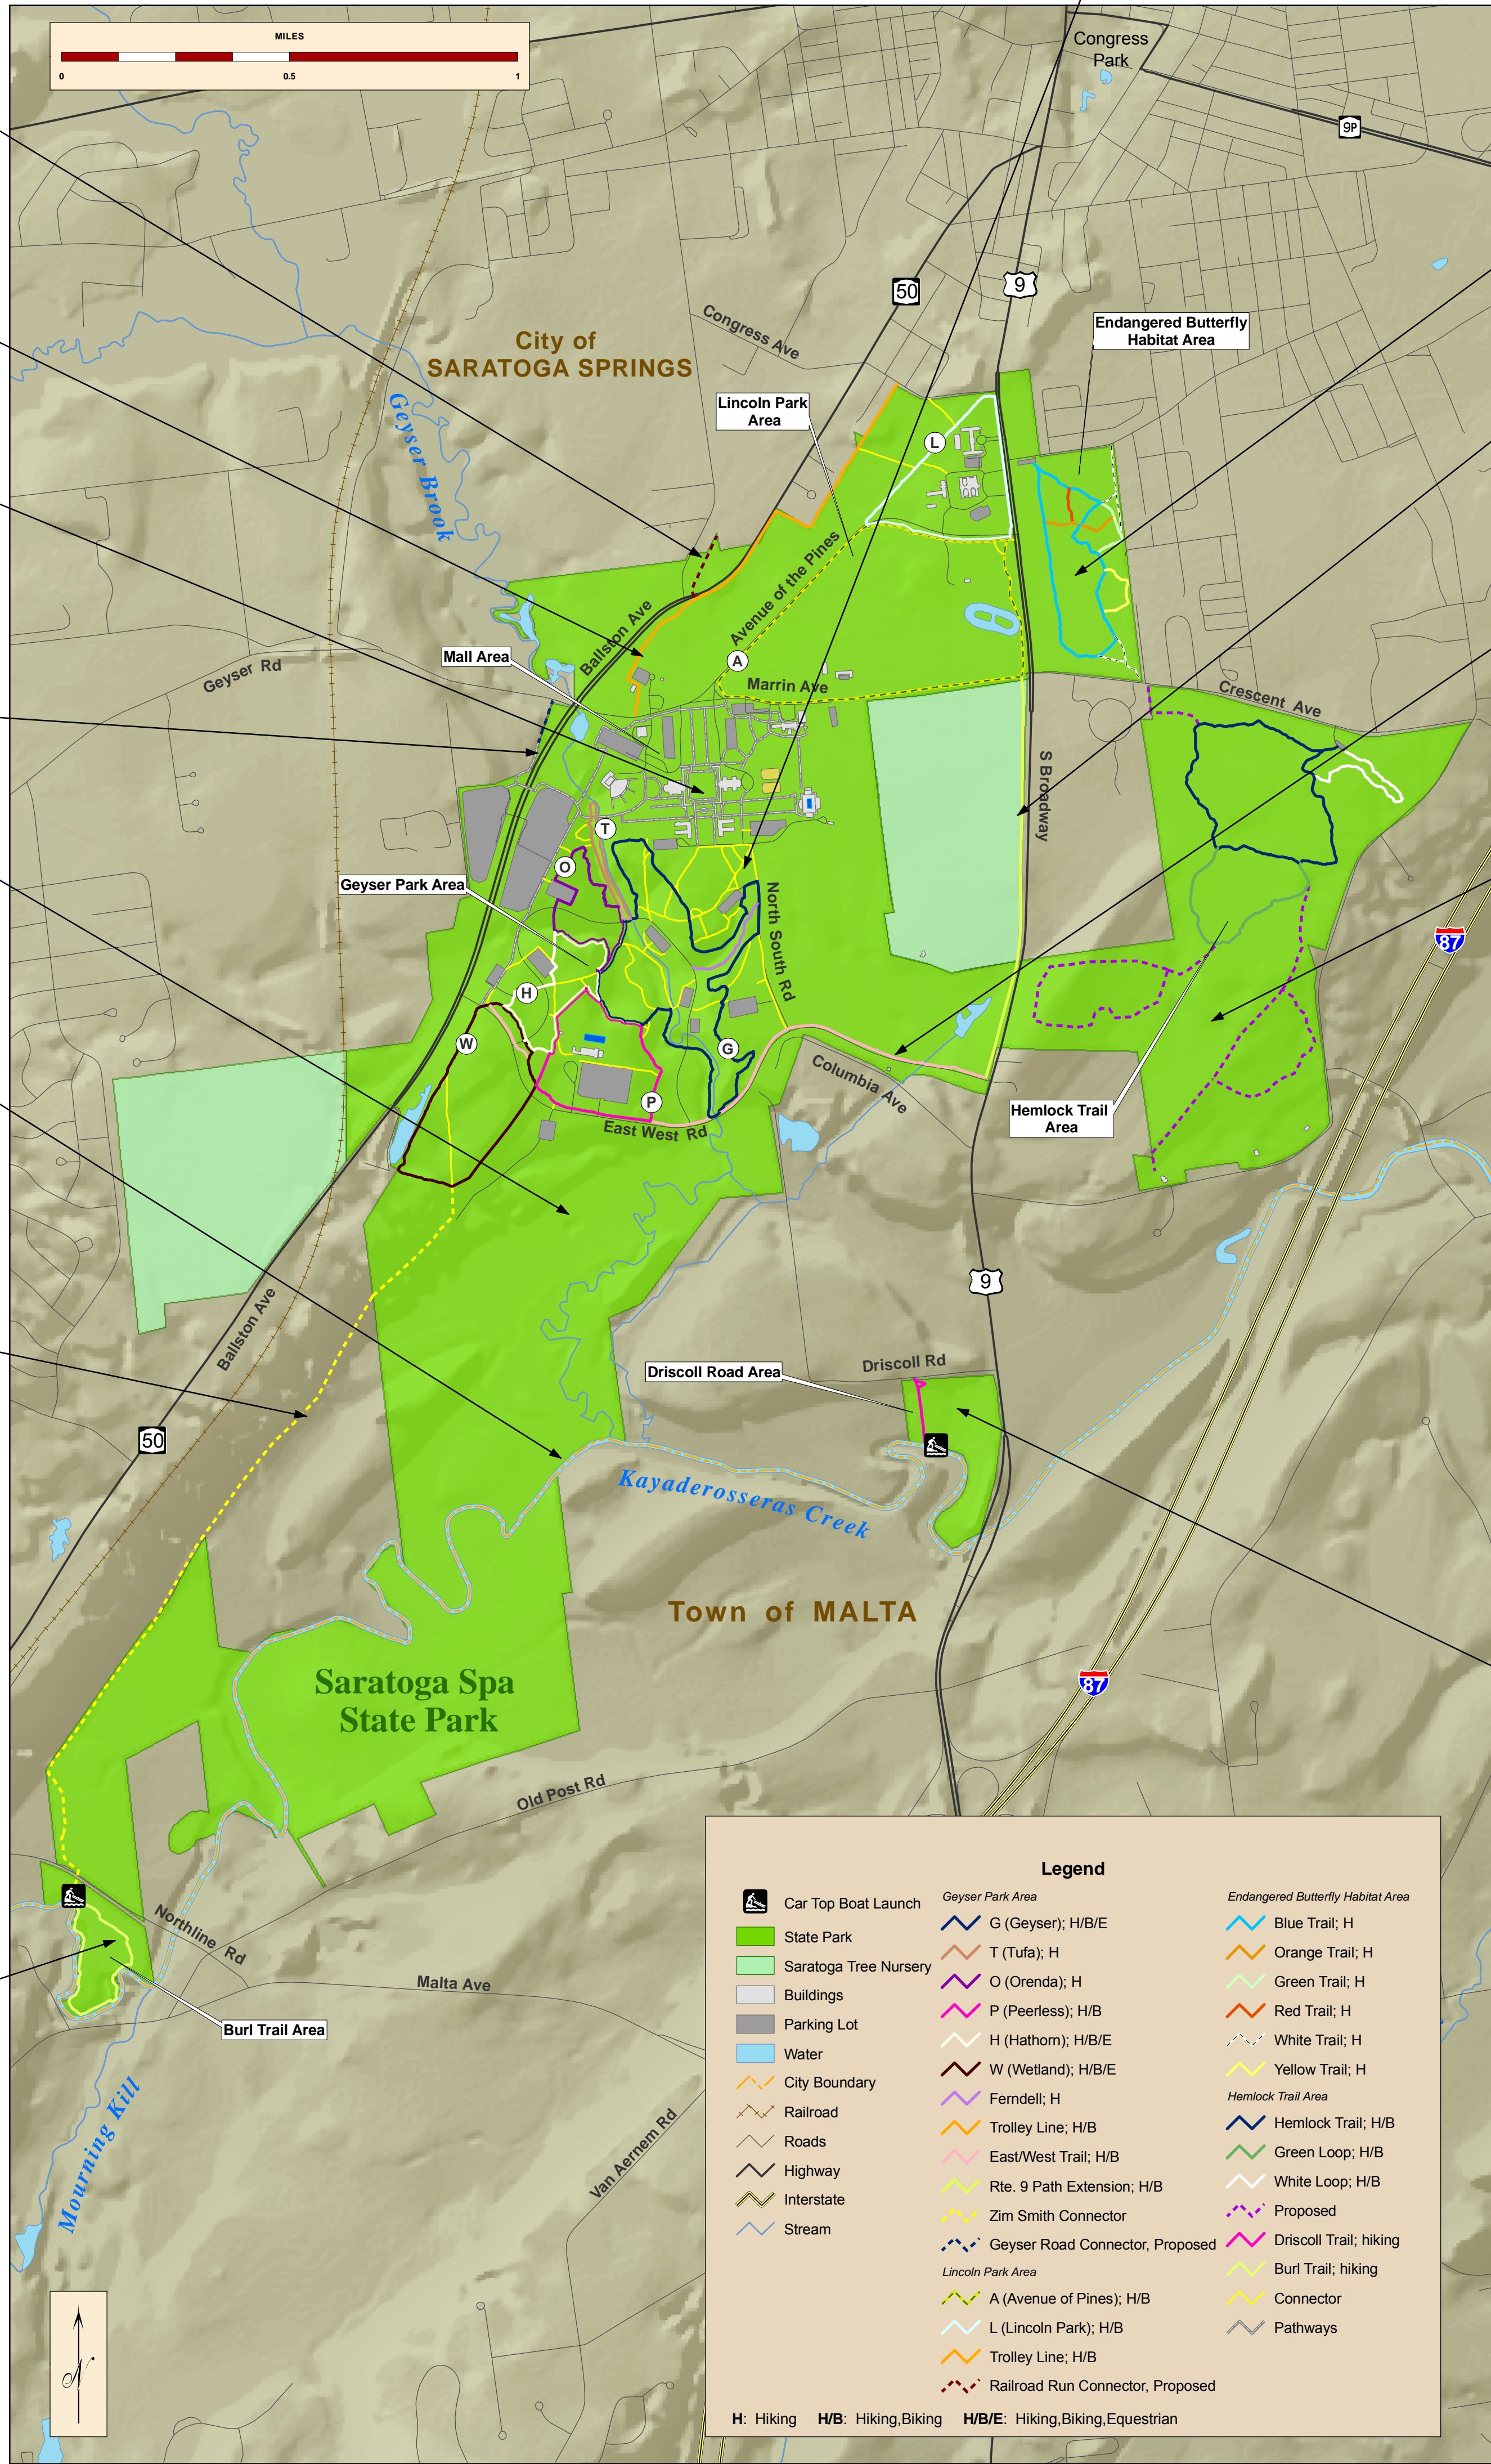 MILES
0 0.5 1
Congress
Park
9P
50
9
City of
SARATOGA SPRINGS
Congress Ave
Endangered Butterfly
Habitat Area
Lincoln Park
Area
L
Geyser Brook
Avenue of the Pines
Ballston Ave
Mall Area
A
Geyser Rd
Marrin Ave
Crescent Ave
S Broadway
T
O
Geyser Park Area
North South Rd
87
H
W
G
P
Columbia Ave
East West Rd
Hemlock Trail
Area
9
Ballston Ave
Driscoll Rd
Driscoll Road Area
50
Kayaderosseras Creek
Town of MALTA
Saratoga Spa
State Park
87
Old Post Rd
Northline Rd
Malta Ave
Burl Trail Area
Mourning Kill
Van Aernem Rd
N
Legend
Car Top Boat Launch
State Park
Saratoga Tree Nursery
Buildings
Parking Lot
Water
City Boundary
Railroad
Roads
Highway
Interstate
Stream
Geyser Park Area
G (Geyser); H/B/E
T (Tufa); H
O (Orenda); H
P (Peerless); H/B
H (Hathorn); H/B/E
W (Wetland); H/B/E
Ferndell; H
Trolley Line; H/B
East/West Trail; H/B
Rte. 9 Path Extension; H/B
Zim Smith Connector
Geyser Road Connector, Proposed
Lincoln Park Area
A (Avenue of Pines); H/B
L (Lincoln Park); H/B
Trolley Line; H/B
Railroad Run Connector, Proposed
Endangered Butterfly Habitat Area
Blue Trail; H
Orange Trail; H
Green Trail; H
Red Trail; H
White Trail; H
Yellow Trail; H
Hemlock Trail Area
Hemlock Trail; H/B
Green Loop; H/B
White Loop; H/B
Proposed
Driscoll Trail; hiking
Burl Trail; hiking
Connector
Pathways
H: Hiking H/B: Hiking,Biking H/B/E: Hiking,Biking,Equestrian